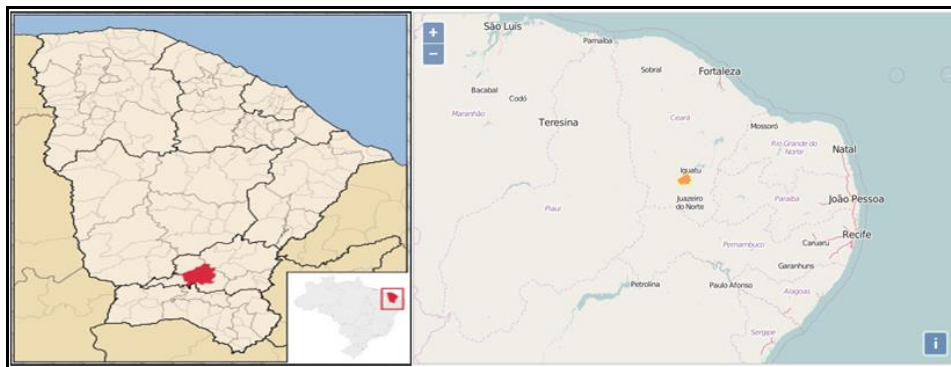 +
−
São Luis
Parnaíba
Sobral
Fortaleza
Bacabal
Codó
Maranhão
Teresina
Ceará
Mossoró
Rio Grande do
Norte
Natal
Iguatu
Juazeiro
do Norte
Paraíba
João Pessoa
Piauí
Recife
Pernambuco
Caruaru
Garanhuns
Petrolina
Paulo Afonso
Alagoas
Sergipe
i